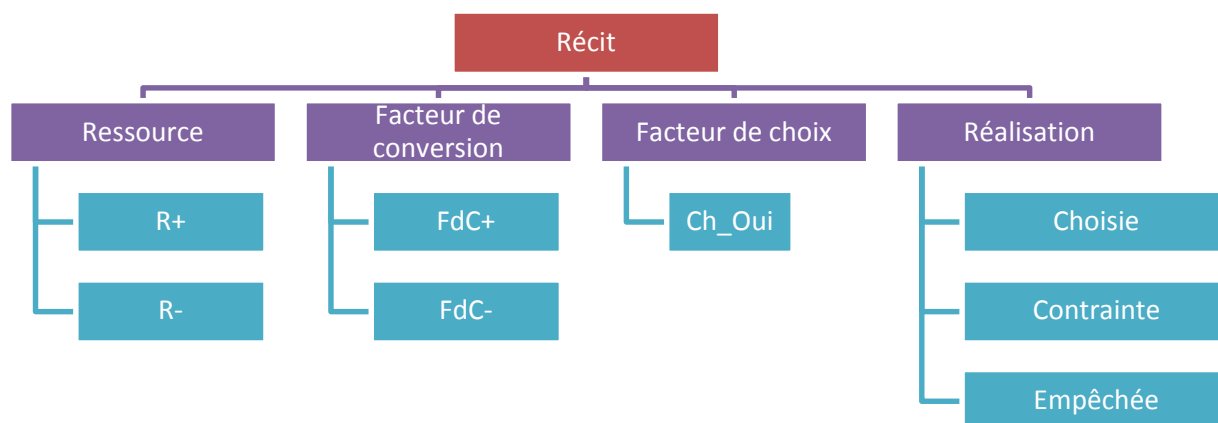 Récit
Ressource
Facteur de
conversion
Facteur de choix
Réalisation
R+
FdC+
Ch_Oui
Choisie
R-
FdC-
Contrainte
Empêchée